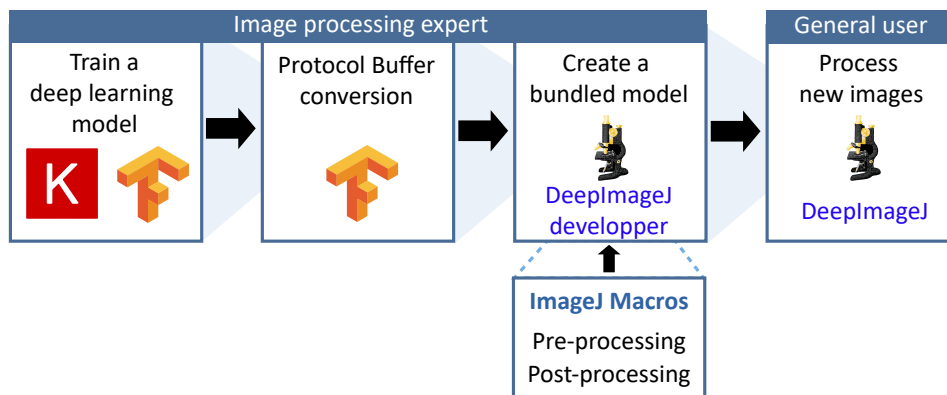 Image processing expert
General user
Train a
deep learning
model
K
Protocol Buffer
conversion
Create a
bundled model
DeepImageJ
developper
Process
new images
DeepImageJ
ImageJ Macros
Pre-processing
Post-processing